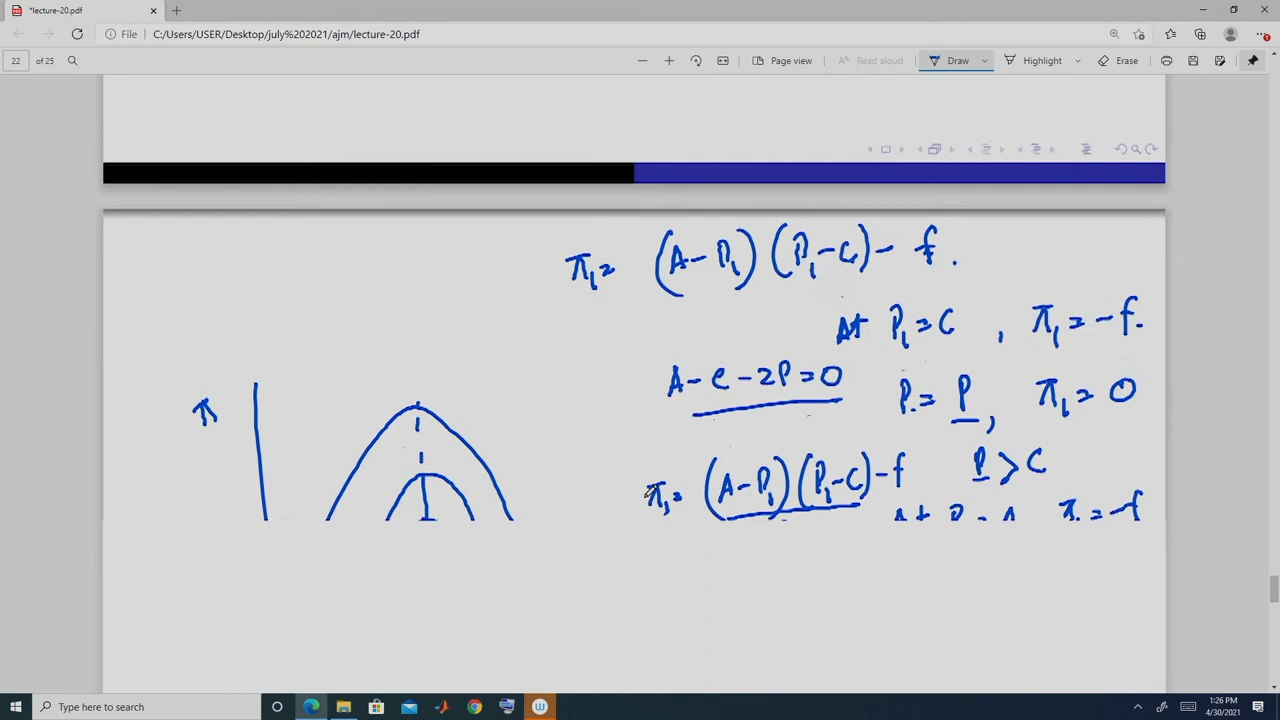 *lecture-20.pdf
File C:/Users/USER/Desktop/july%202021/ajm/lecture-20.pdf
22 of 25
Page view
Read aloud
Draw
Highlight
Erase
π₁= (A-P₁)(P₁-C)- f.
At P₁=C , π₁=-f.
A-c-2P=0 P.= P, π₁= 0
π₁= (A-P₁)(P₁-C)-f P>C
π
At P = A π₁=-f
Type here to search
1:26 PM
4/30/2021